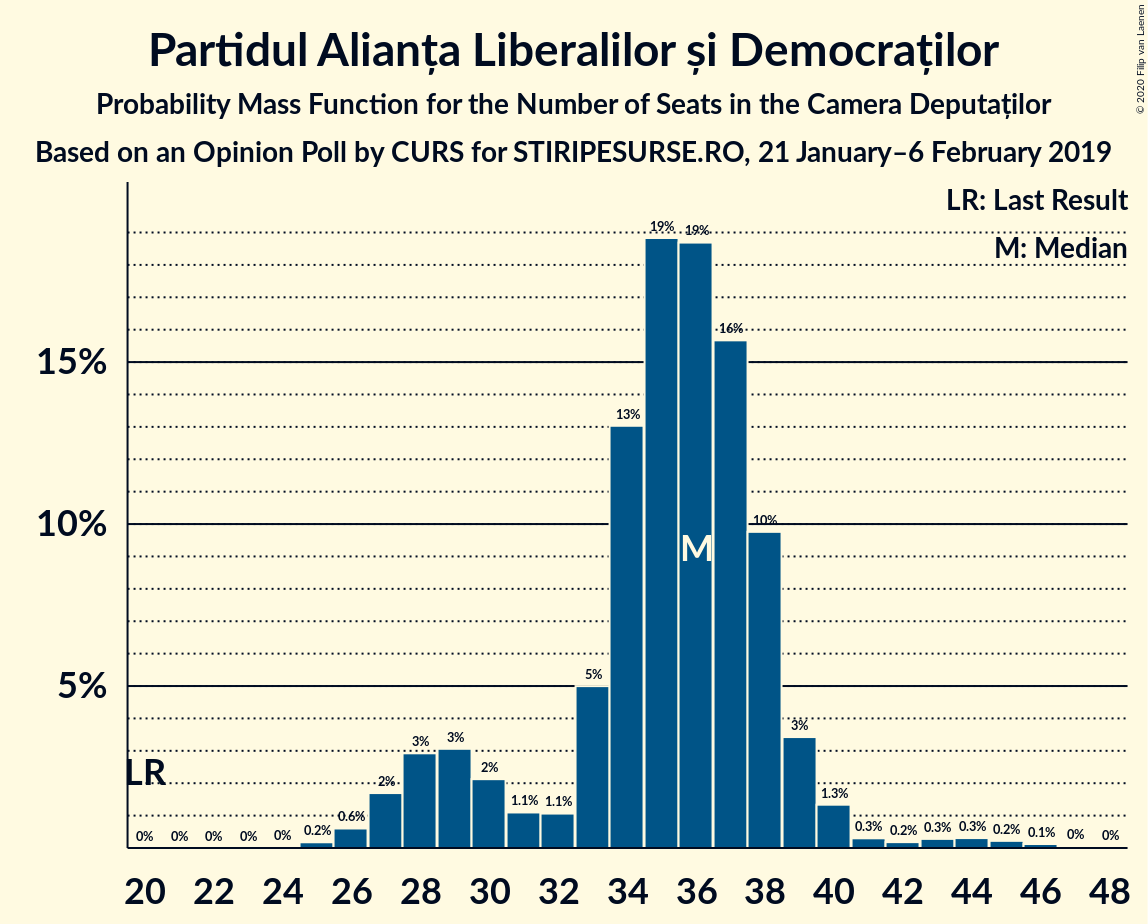 Partidul Alianța Liberalilor și Democraților
Probability Mass Function for the Number of Seats in the Camera Deputaților
Based on an Opinion Poll by CURS for STIRIPESURSE.RO, 21 January–6 February 2019
© 2020 Filip van Laenen
LR: Last Result
M: Median
15%
10%
5%
LR
M
0% 0% 0% 0% 0% 0.2% 0.6% 2% 3% 3% 2% 1.1% 1.1% 5% 13% 19% 19% 16% 10% 3% 1.3% 0.3% 0.2% 0.3% 0.3% 0.2% 0.1% 0% 0%
20 22 24 26 28 30 32 34 36 38 40 42 44 46 48